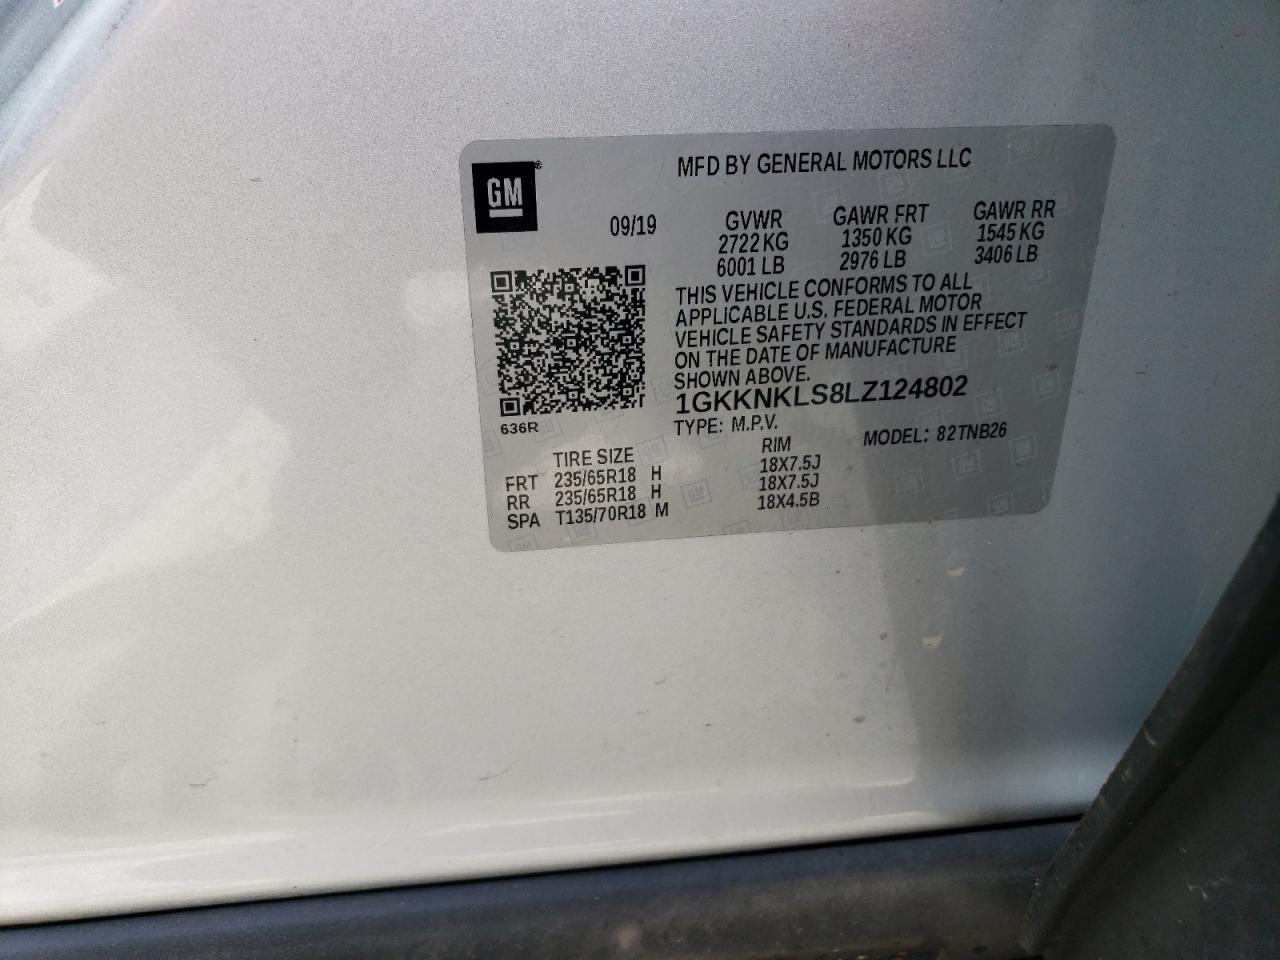 GM
MFD BY GENERAL MOTORS LLC
09/19 GVWR GAWR FRT GAWR RR
2722 KG 1350 KG 1545 KG
6001 LB 2976 LB 3406 LB
THIS VEHICLE CONFORMS TO ALL
APPLICABLE U.S. FEDERAL MOTOR
VEHICLE SAFETY STANDARDS IN EFFECT
ON THE DATE OF MANUFACTURE
SHOWN ABOVE.
1GKKNKLS8LZ124802
636R
TYPE: M.P.V. MODEL: 82TNB26
TIRE SIZE RIM
FRT 235/65R18 H 18X7.5J
RR 235/65R18 H 18X7.5J
SPA T135/70R18 M 18X4.5B